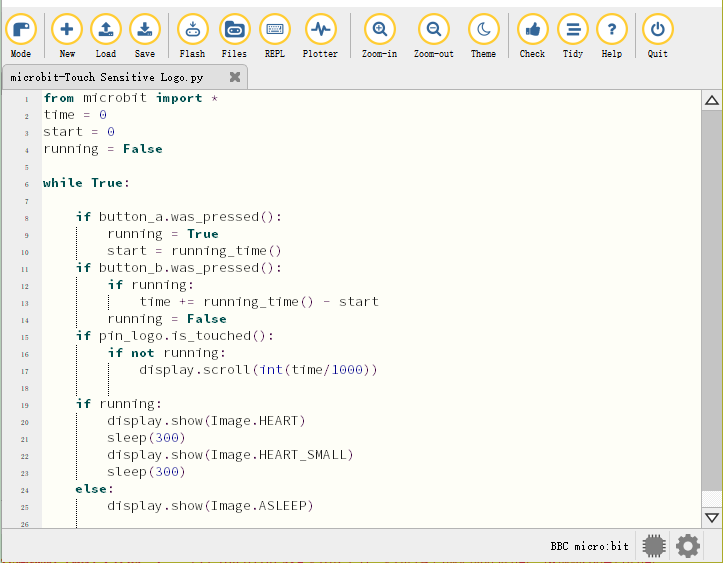 Mode New Load Save Flash Files REPL Plotter Zoom-in Zoom-out Theme Check Tidy Help Quit
microbit-Touch Sensitive Logo.py
1 from microbit import *
2 time = 0
3 start = 0
4 running = False
5
6 while True:
7
8 if button_a.was_pressed():
9 running = True
10 start = running_time()
11 if button_b.was_pressed():
12 if running:
13 time += running_time() - start
14 running = False
15 if pin_logo.is_touched():
16 if not running:
17 display.scroll(int(time/1000))
18
19 if running:
20 display.show(Image.HEART)
21 sleep(300)
22 display.show(Image.HEART_SMALL)
23 sleep(300)
24 else:
25 display.show(Image.ASLEEP)
26
BBC micro:bit